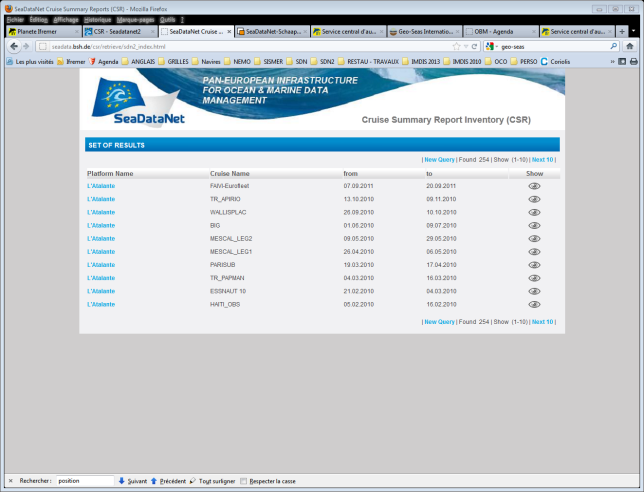 SeaDataNet Cruise Summary Reports (CSR) - Mozilla Firefox
Fichier Édition Affichage Historique Marque-pages Outils ?
Planete Ifremer
CSR - Seadatanet2
SeaDataNet Cruise ...
SeaDataNet-Schaap...
Service central d'au...
Geo-Seas Internatio...
OBM - Agenda
Service central d'au...
seadata.bsh.de/csr/retrieve/sdn2_index.html
geo-seas
Les plus visités Ifremer Agenda ANGLAIS GRILLES Navires NEMO SISMER SDN SDN2 RESTAU - TRAVAUX IMDIS 2013 IMDIS 2010 OCO PERSO Coriolis
PAN-EUROPEAN INFRASTRUCTURE
FOR OCEAN & MARINE DATA
MANAGEMENT
SeaDataNet
Cruise Summary Report Inventory (CSR)
SET OF RESULTS
| New Query | Found 254 | Show (1-10) | Next 10 |
Platform Name Cruise Name from to Show
L'Atalante FAIVI-Eurofleet 07.09.2011 20.09.2011
L'Atalante TR_APIRIO 13.10.2010 09.11.2010
L'Atalante WALLISPLAC 26.09.2010 10.10.2010
L'Atalante BIG 01.06.2010 09.07.2010
L'Atalante MESCAL_LEG2 09.05.2010 29.05.2010
L'Atalante MESCAL_LEG1 26.04.2010 06.05.2010
L'Atalante PARISUB 19.03.2010 17.04.2010
L'Atalante TR_PAPMAN 04.03.2010 16.03.2010
L'Atalante ESSNAUT 10 21.02.2010 04.03.2010
L'Atalante HAITI_OBS 05.02.2010 16.02.2010
| New Query | Found 254 | Show (1-10) | Next 10 |
× Rechercher: position Suivant Précédent Tout surligner Respecter la casse